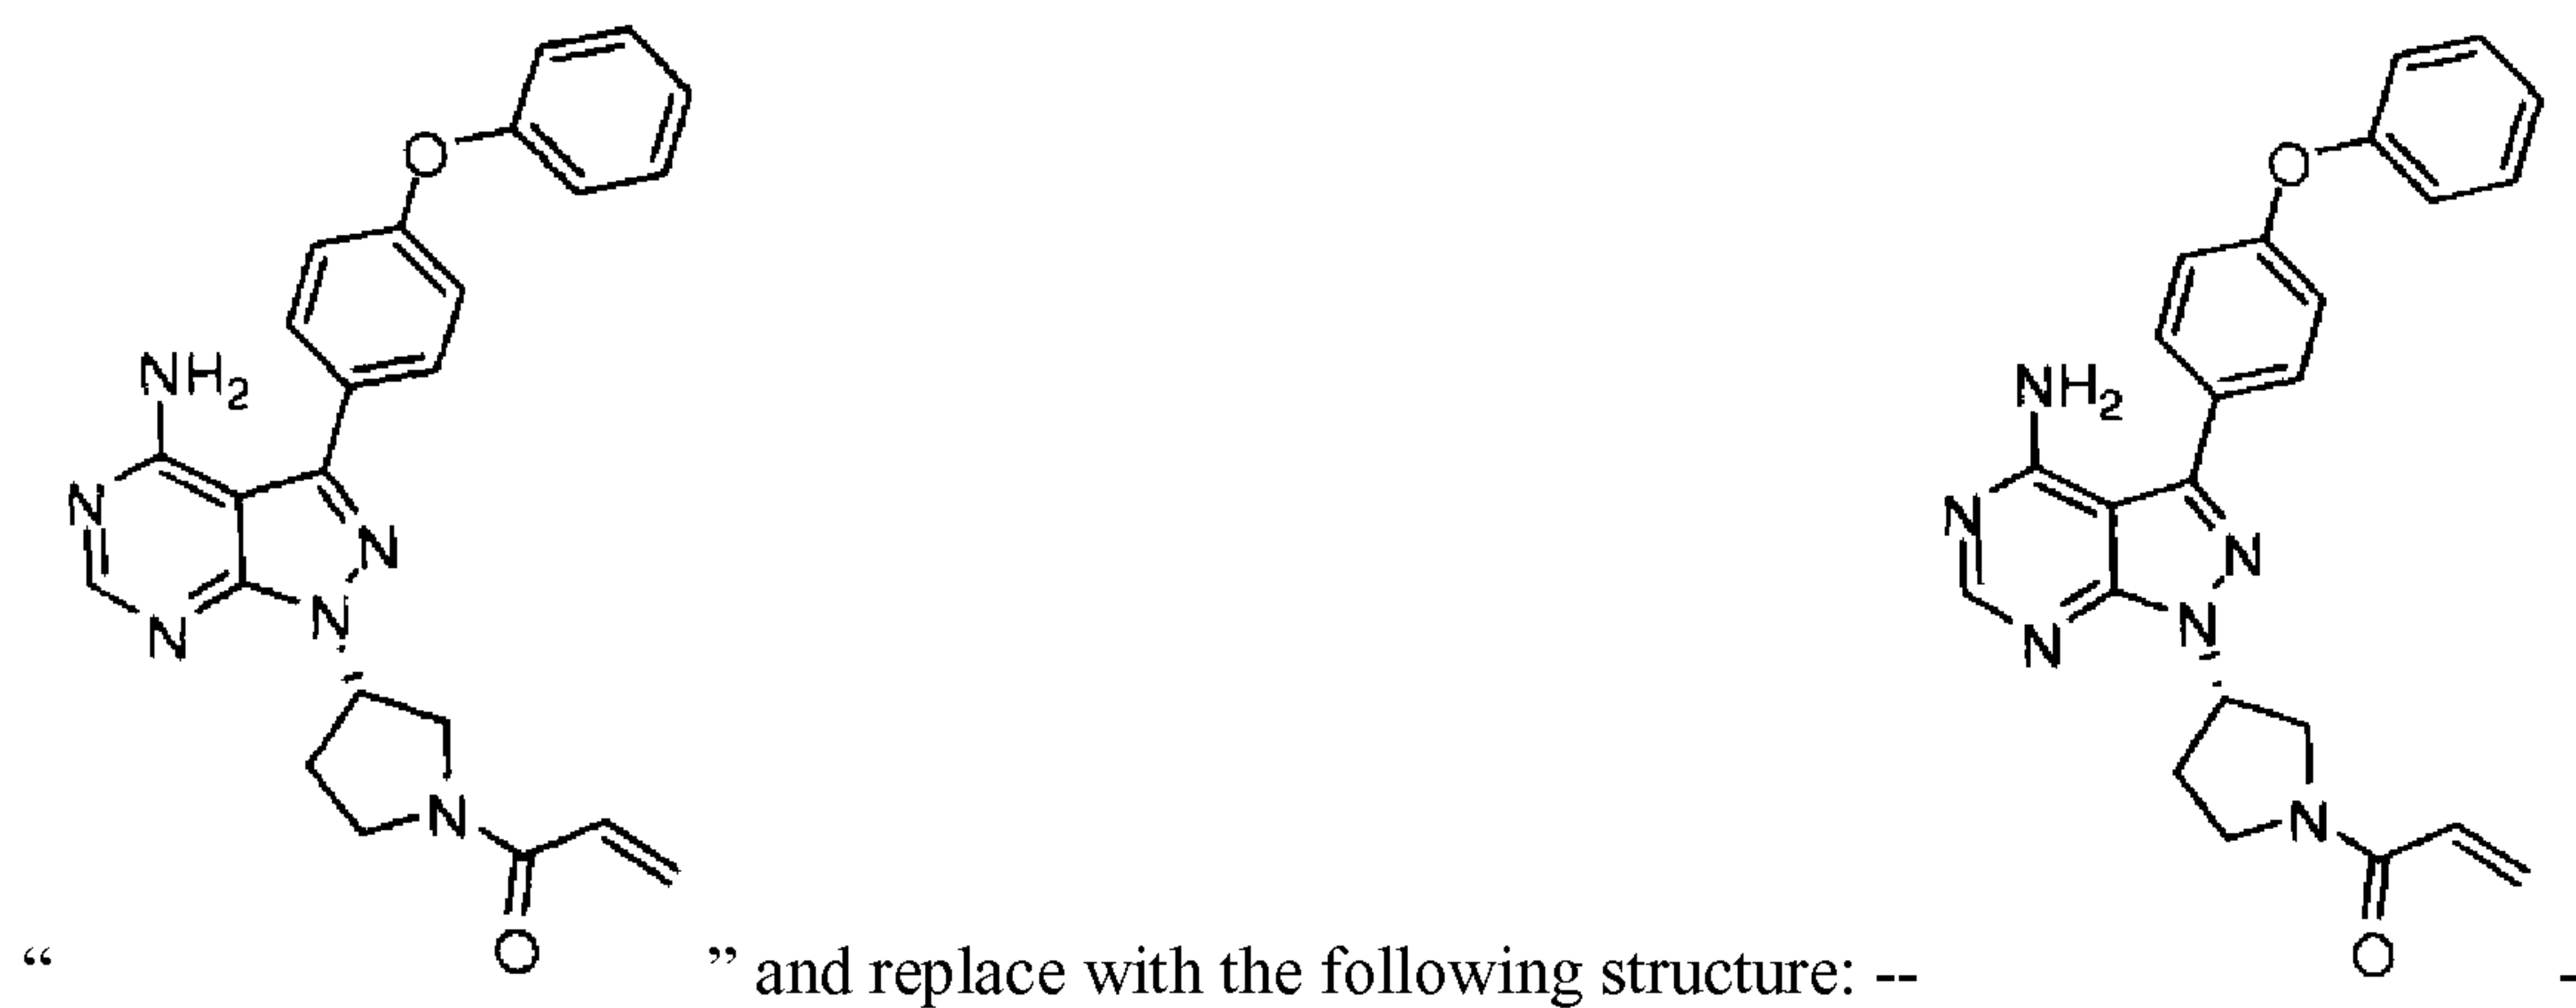 O
O
NH2
NH2
N
N
N
N
N
N
N
N
N
N
O
O
“ ” and replace with the following structure: -- -